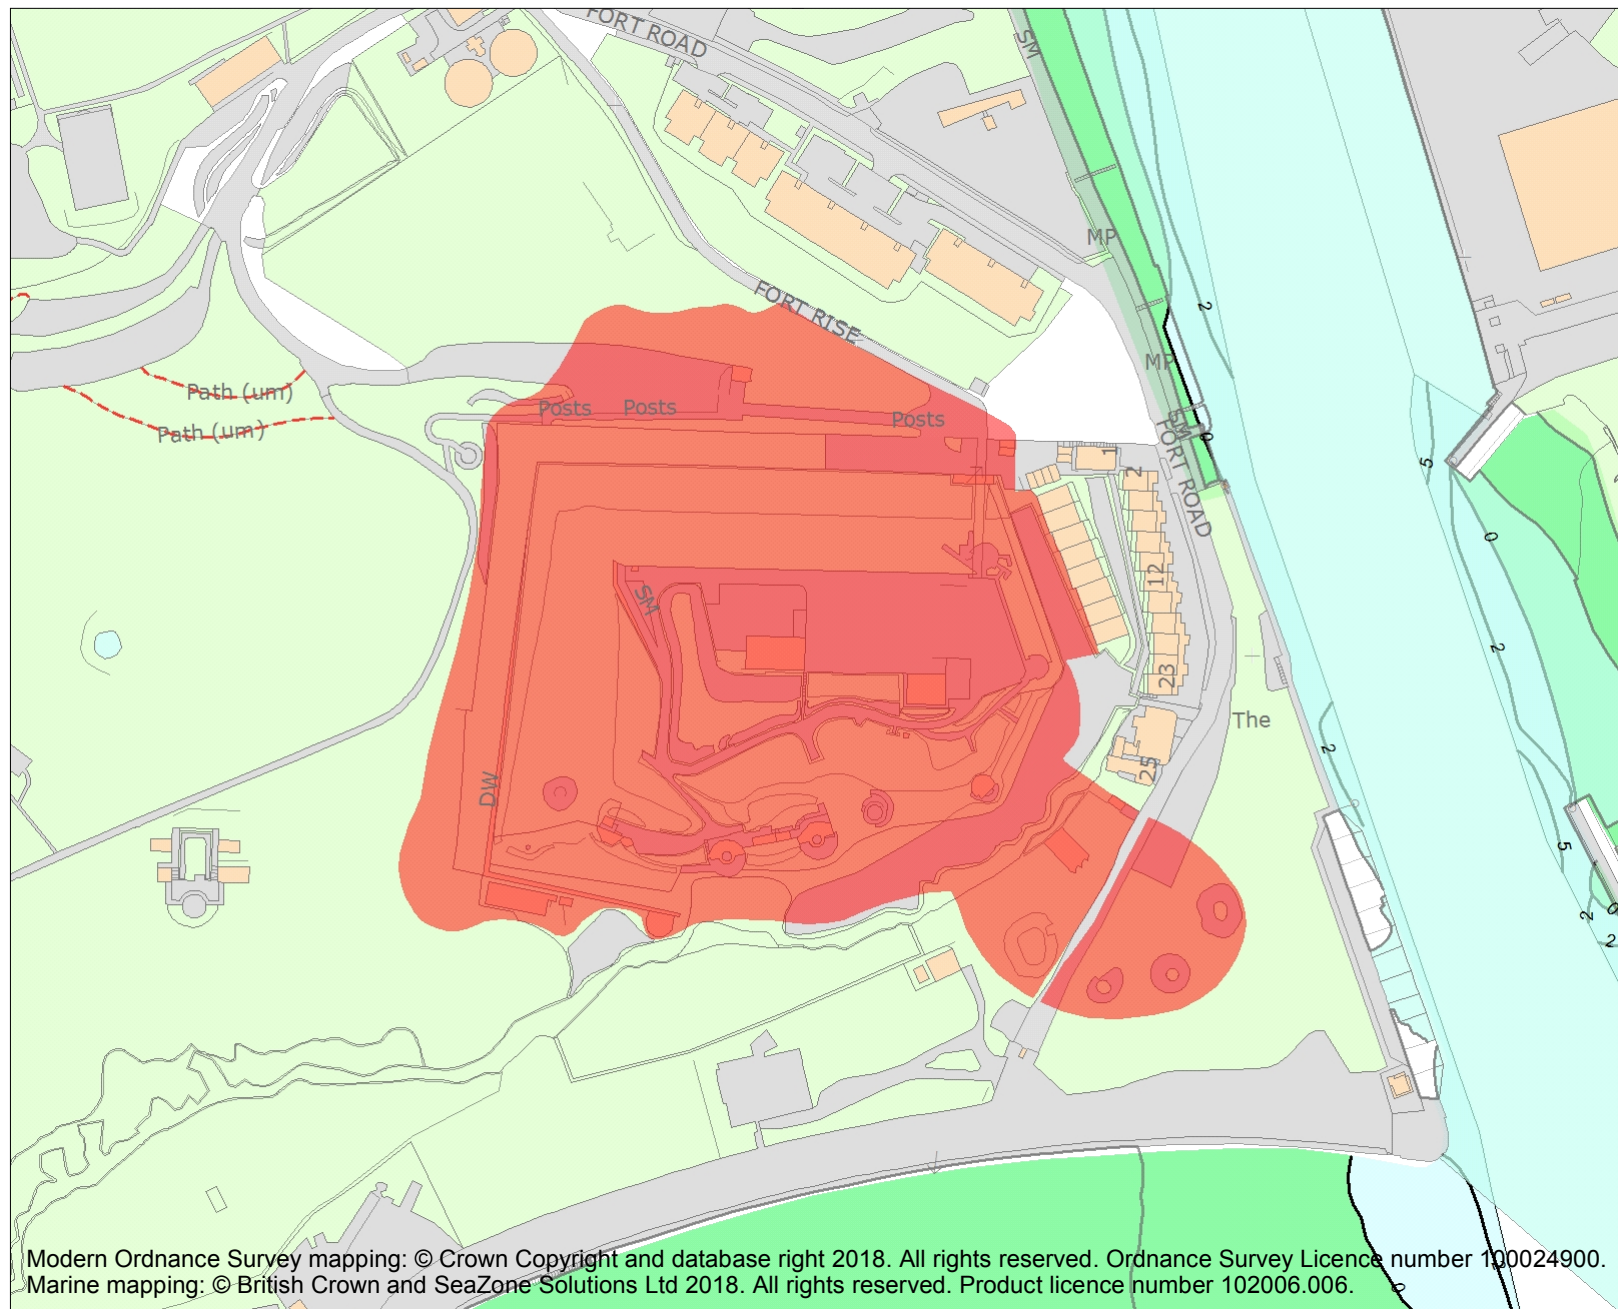 FORT ROAD
SM
MP
2
FORT RISE
MP
Path (um)
Posts
Posts
Posts
Path (um)
SM
FORT ROAD
0
1
2
5
0
12
SM
2
23
The
2
25
DW
5
2
0
2
Modern Ordnance Survey mapping: © Crown Copyright and database right 2018. All rights reserved. Ordnance Survey Licence number 100024900.
Marine mapping: © British Crown and SeaZone Solutions Ltd 2018. All rights reserved. Product licence number 102006.006.
0